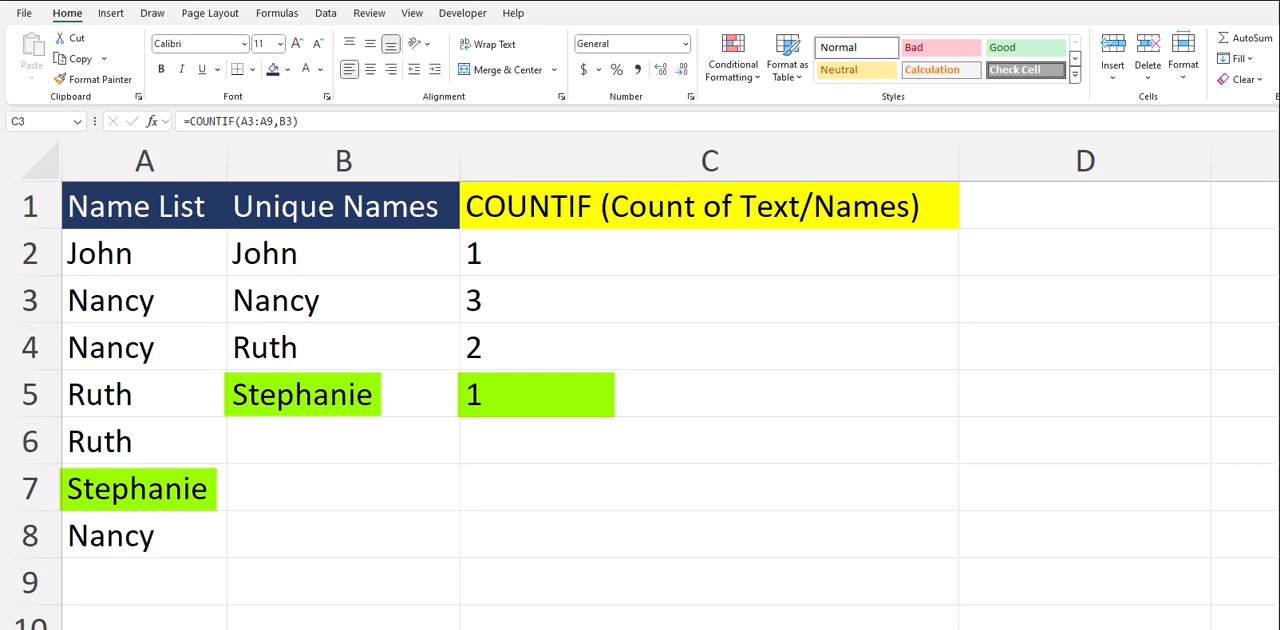 File Home Insert Draw Page Layout Formulas Data Review View Developer Help
Paste
Cut
Copy
Format Painter
Clipboard
Calibri 11 A A
B I U A
Font
ab Wrap Text
Merge & Center
Alignment
General
$ % 9
Number
Conditional Formatting
Format as Table
Normal Bad Good
Neutral Calculation Check Cell
Styles
Insert Delete Format
Cells
AutoSum
Fill
Clear
C3 fx =COUNTIF(A3:A9,B3)
A B C D
1 Name List Unique Names COUNTIF (Count of Text/Names)
2 John John 1
3 Nancy Nancy 3
4 Nancy Ruth 2
5 Ruth Stephanie 1
6 Ruth
7 Stephanie
8 Nancy
9
10